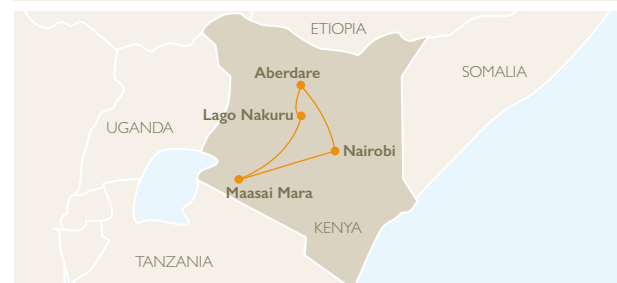 ETIOPIA
Aberdare
SOMALIA
Lago Nakuru
UGANDA
Nairobi
Maasai Mara
KENYA
TANZANIA